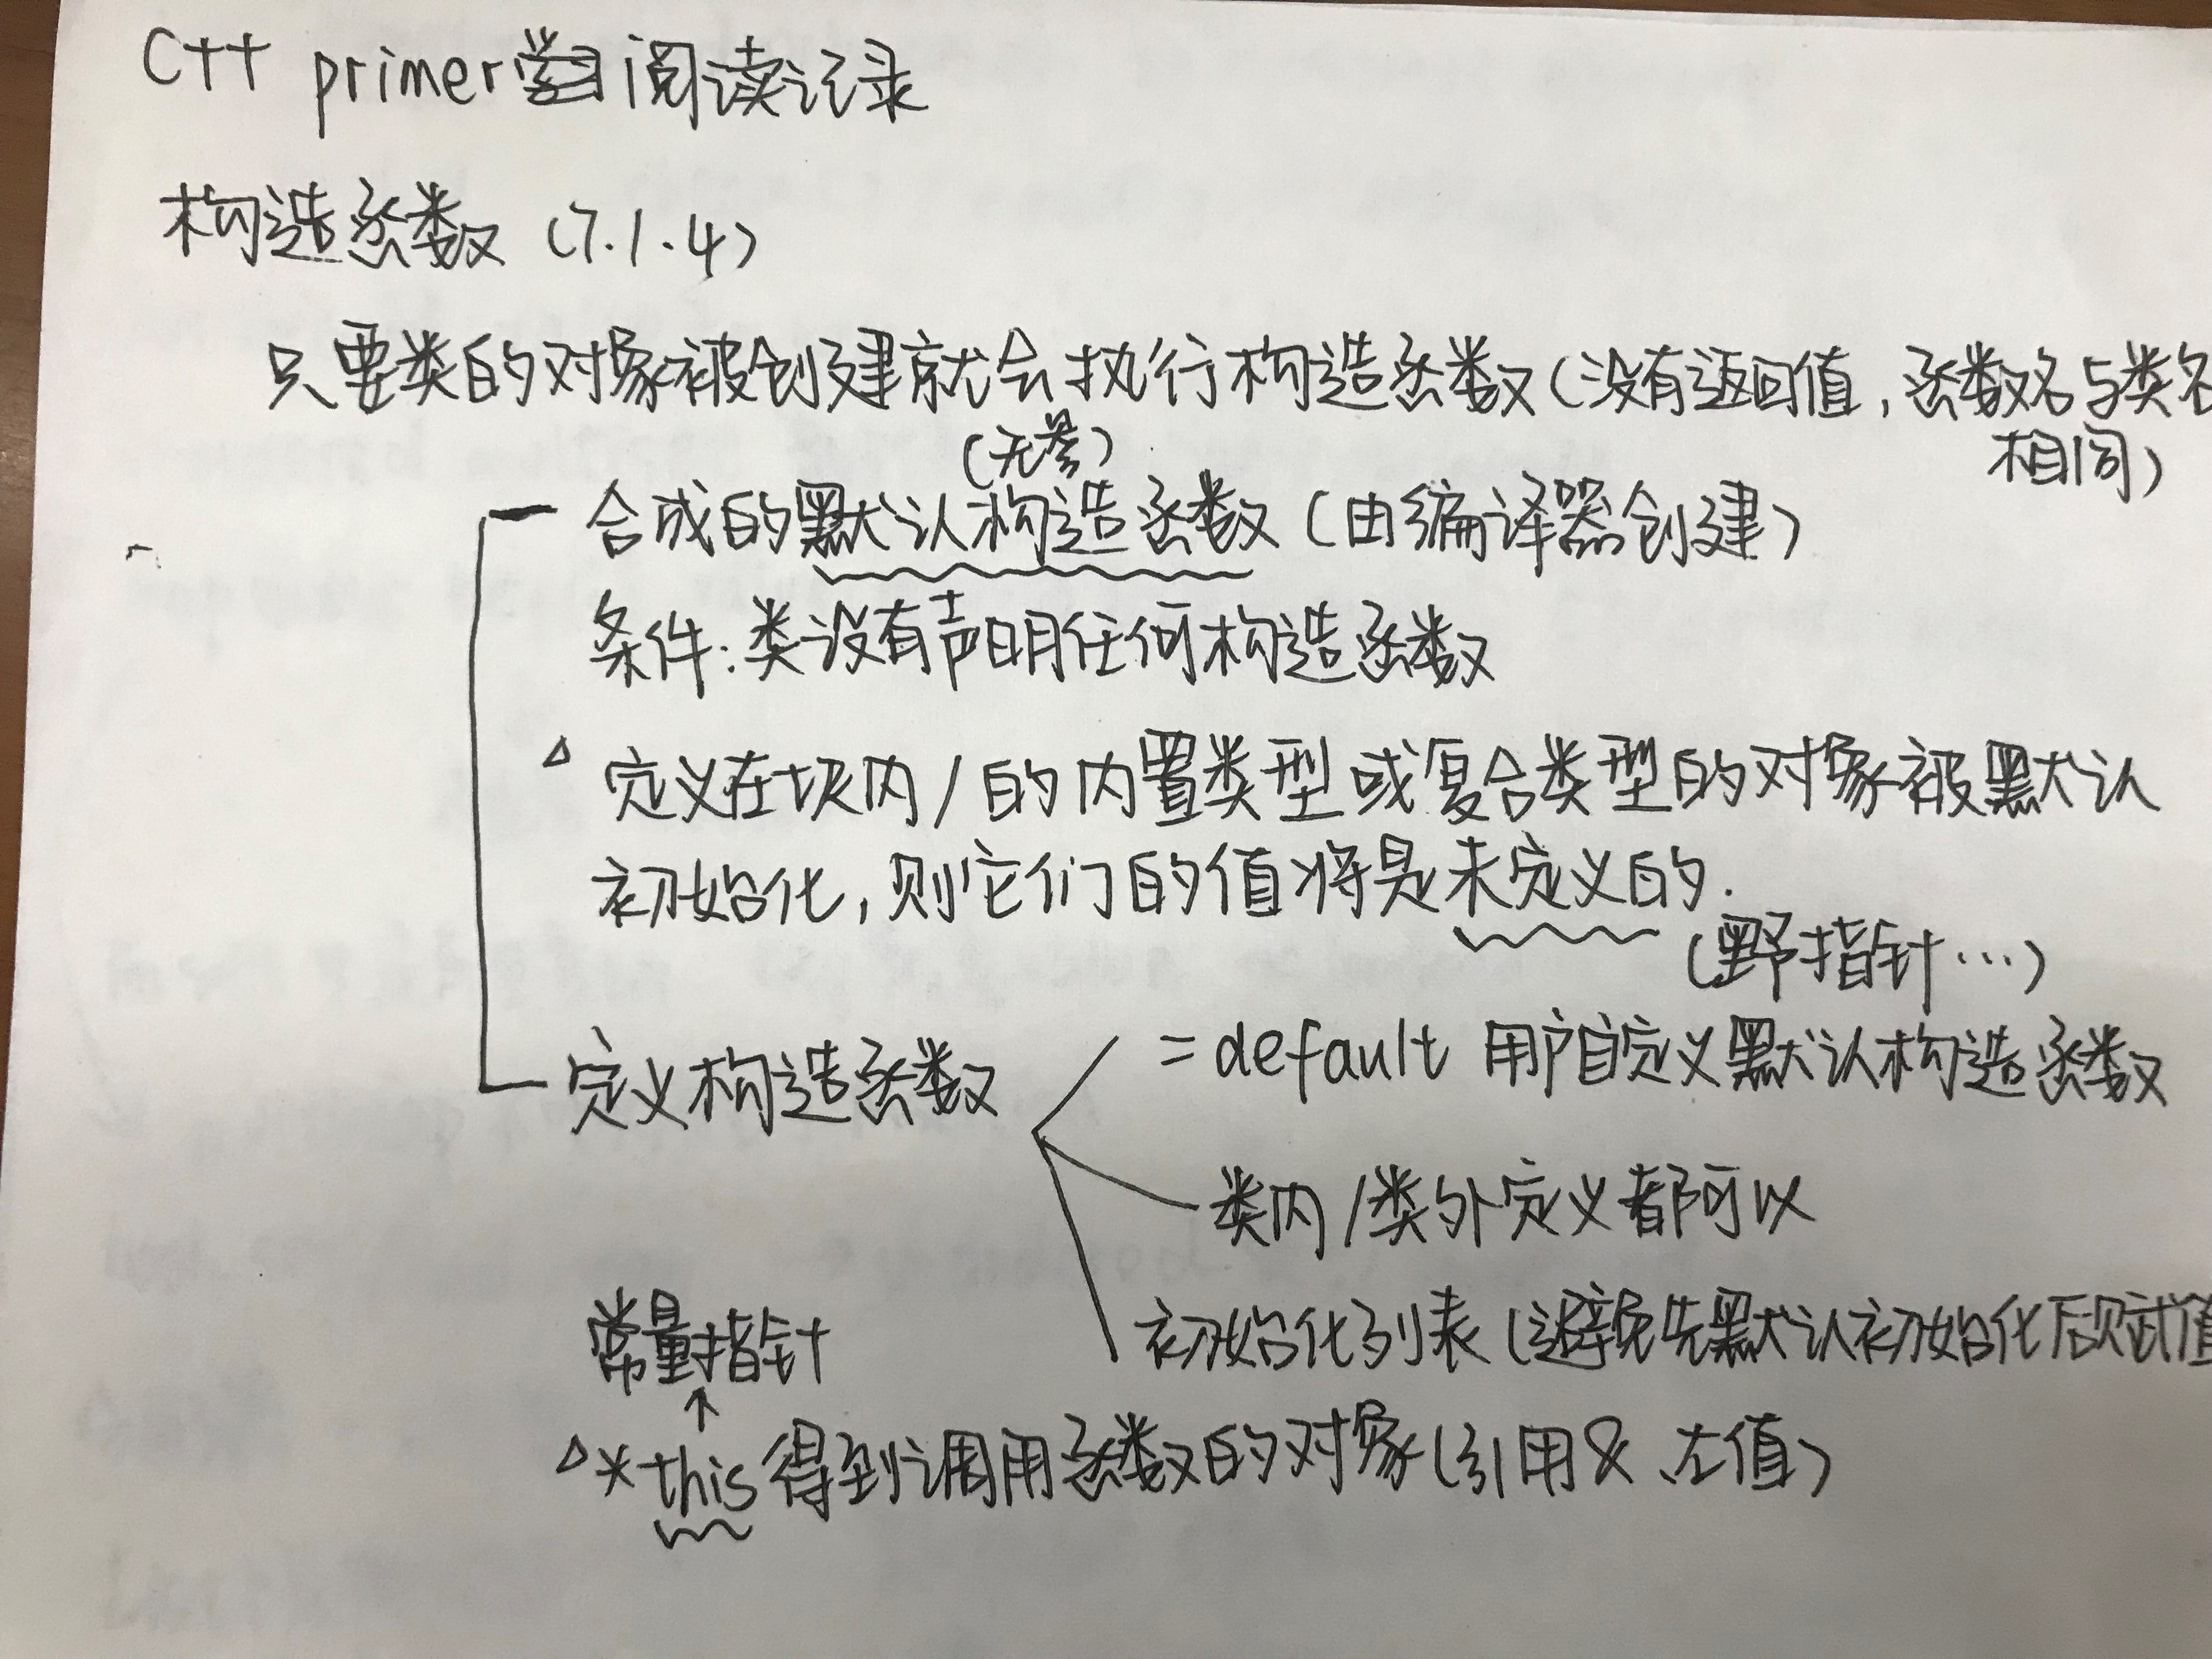 C++ primer 阅读记录
构造函数 (7.1.4)
只要类的对象被创建就会执行构造函数(没有返回值,函数名与类名
相同)
(无参)
合成的默认构造函数 (由编译器创建)
条件:类没有声明任何构造函数
△ 定义在块内/的内置类型或复合类型的对象被默认
初始化,则它们的值将是未定义的.
(野指针…)
定义构造函数
=default 用户自定义默认构造函数
类内/类外定义都可以
初始化列表(避免先默认初始化后赋值
常量指针
↑
△*this得到调用函数的对象(引用&、左值)